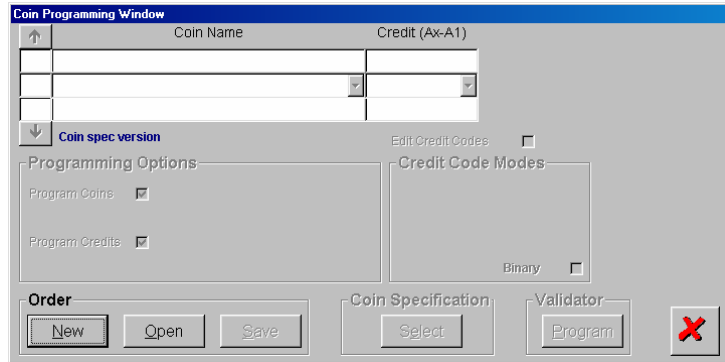 Coin Programming Window
Coin Name Credit (Ax-A1)
Coin spec version
Edit Credit Codes
Programming Options
Credit Code Modes
Program Coins
Program Credits
Binary
Order
Coin Specification
Validator
New
Open
Save
Select
Program